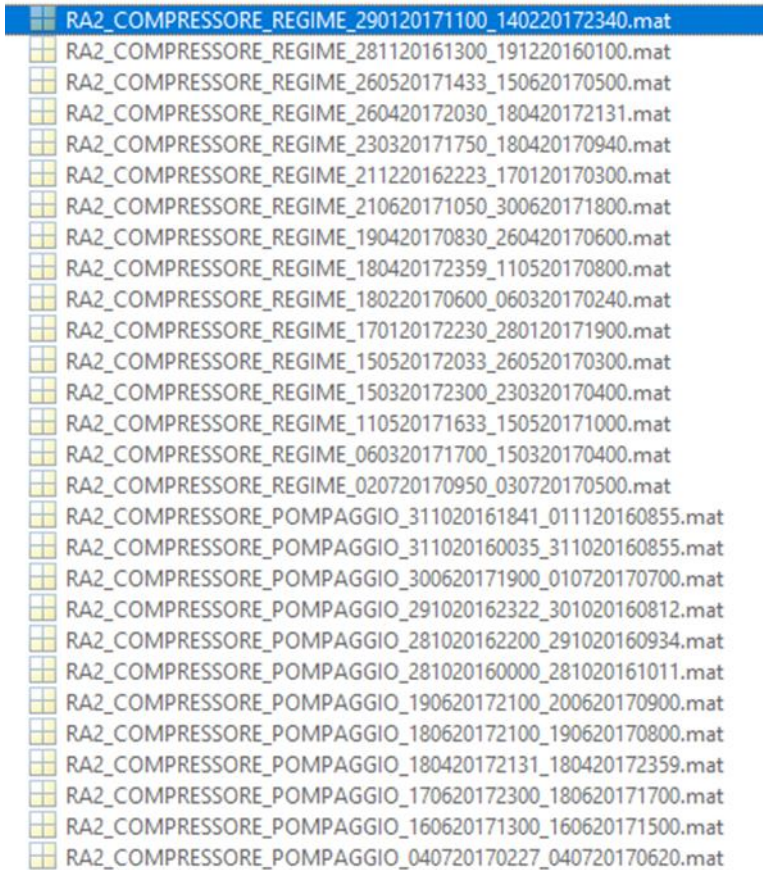 RA2_COMPRESSORE_REGIME_290120171100_140220172340.mat
RA2_COMPRESSORE_REGIME_281120161300_191220160100.mat
RA2_COMPRESSORE_REGIME_260520171433_150620170500.mat
RA2_COMPRESSORE_REGIME_260420172030_180420172131.mat
RA2_COMPRESSORE_REGIME_230320171750_180420170940.mat
RA2_COMPRESSORE_REGIME_211220162223_170120170300.mat
RA2_COMPRESSORE_REGIME_210620171050_300620171800.mat
RA2_COMPRESSORE_REGIME_190420170830_260420170600.mat
RA2_COMPRESSORE_REGIME_180420172359_110520170800.mat
RA2_COMPRESSORE_REGIME_180220170600_060320170240.mat
RA2_COMPRESSORE_REGIME_170120172230_280120171900.mat
RA2_COMPRESSORE_REGIME_150520172033_260520170300.mat
RA2_COMPRESSORE_REGIME_150320172300_230320170400.mat
RA2_COMPRESSORE_REGIME_110520171633_150520171000.mat
RA2_COMPRESSORE_REGIME_060320171700_150320170400.mat
RA2_COMPRESSORE_REGIME_020720170950_030720170500.mat
RA2_COMPRESSORE_POMPAGGIO_311020161841_011120160855.mat
RA2_COMPRESSORE_POMPAGGIO_311020160035_311020160855.mat
RA2_COMPRESSORE_POMPAGGIO_300620171900_010720170700.mat
RA2_COMPRESSORE_POMPAGGIO_291020162322_301020160812.mat
RA2_COMPRESSORE_POMPAGGIO_281020162200_291020160934.mat
RA2_COMPRESSORE_POMPAGGIO_281020160000_281020161011.mat
RA2_COMPRESSORE_POMPAGGIO_190620172100_200620170900.mat
RA2_COMPRESSORE_POMPAGGIO_180620172100_190620170800.mat
RA2_COMPRESSORE_POMPAGGIO_180420172131_180420172359.mat
RA2_COMPRESSORE_POMPAGGIO_170620172300_180620171700.mat
RA2_COMPRESSORE_POMPAGGIO_160620171300_160620171500.mat
RA2_COMPRESSORE_POMPAGGIO_040720170227_040720170620.mat